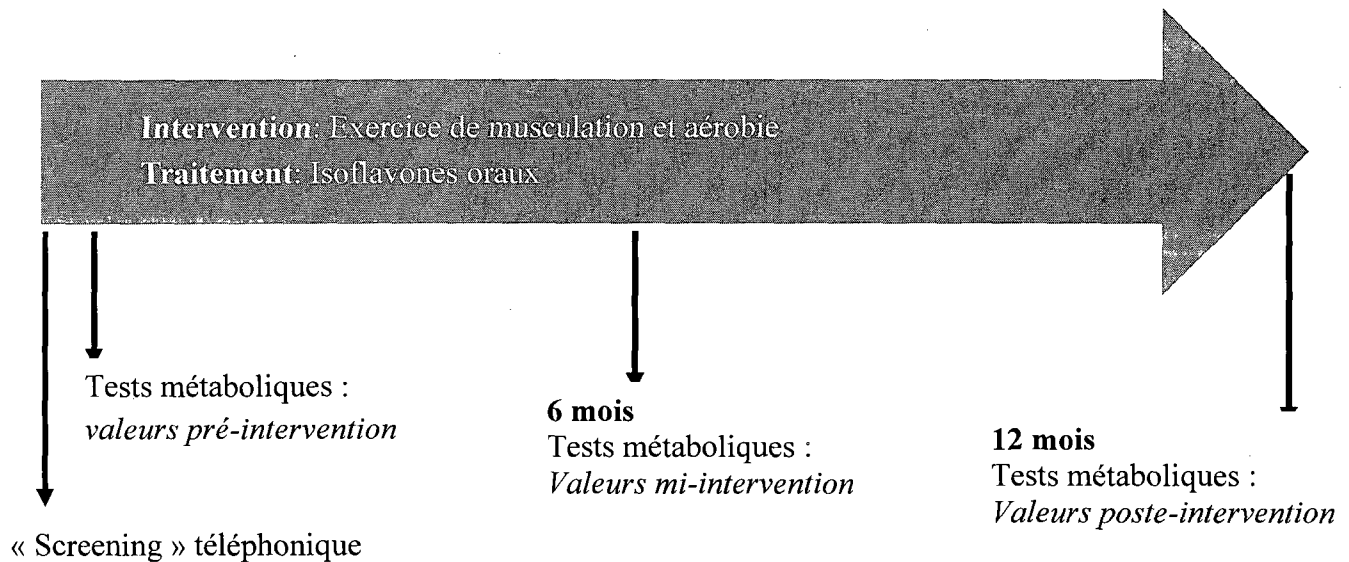 Intervention: Exercice de musculation et aérobie
Traitement: Isoflavones oraux
Tests métaboliques :
valeurs pré-intervention
6 mois
Tests métaboliques :
Valeurs mi-intervention
12 mois
Tests métaboliques :
Valeurs poste-intervention
« Screening » téléphonique